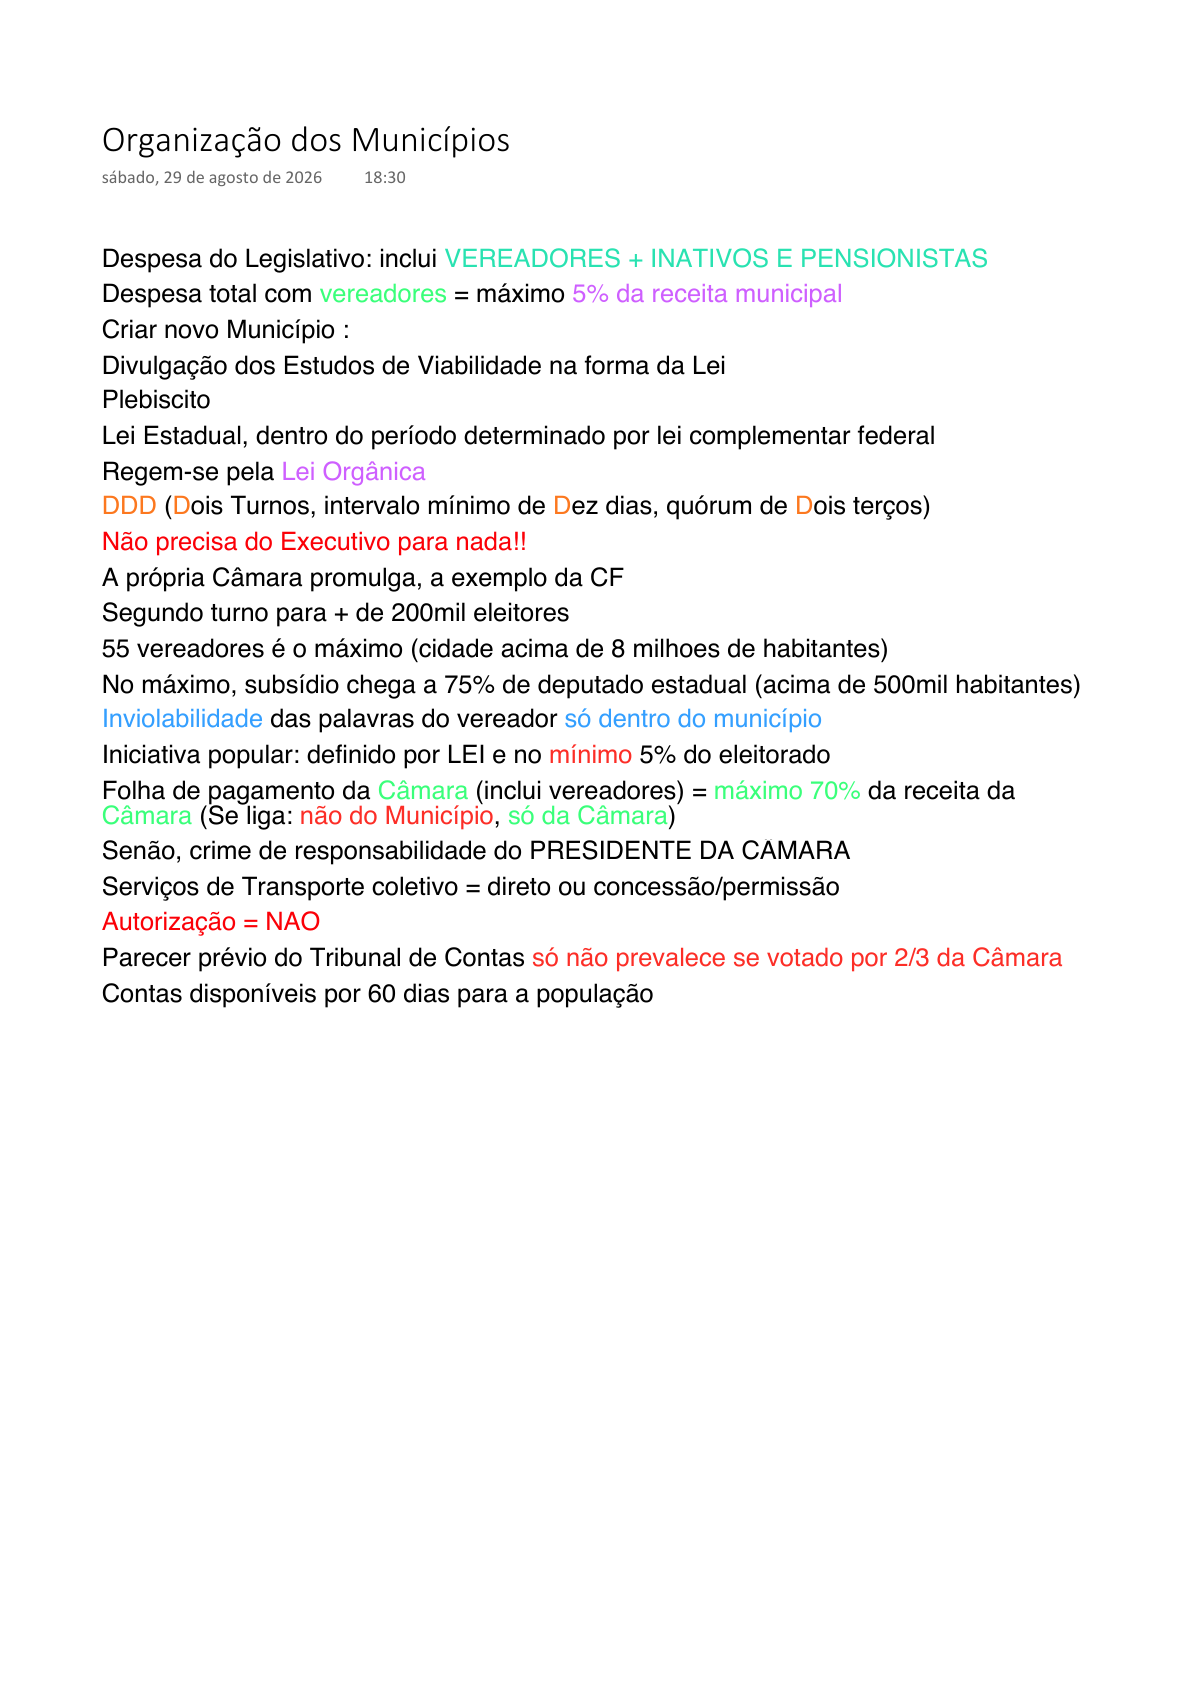 Organização dos Municípios
sábado, 29 de agosto de 2026 18:30
Despesa do Legislativo: inclui VEREADORES + INATIVOS E PENSIONISTAS
Despesa total com vereadores = máximo 5% da receita municipal
Criar novo Município :
Divulgação dos Estudos de Viabilidade na forma da Lei
Plebiscito
Lei Estadual, dentro do período determinado por lei complementar federal
Regem-se pela Lei Orgânica
DDD (Dois Turnos, intervalo mínimo de Dez dias, quórum de Dois terços)
Não precisa do Executivo para nada!!
A própria Câmara promulga, a exemplo da CF
Segundo turno para + de 200mil eleitores
55 vereadores é o máximo (cidade acima de 8 milhoes de habitantes)
No máximo, subsídio chega a 75% de deputado estadual (acima de 500mil habitantes)
Inviolabilidade das palavras do vereador só dentro do município
Iniciativa popular: definido por LEI e no mínimo 5% do eleitorado
Folha de pagamento da Câmara (inclui vereadores) = máximo 70% da receita da
Câmara (Se liga: não do Município, só da Câmara)
Senão, crime de responsabilidade do PRESIDENTE DA CÂMARA
Serviços de Transporte coletivo = direto ou concessão/permissão
Autorização = NAO
Parecer prévio do Tribunal de Contas só não prevalece se votado por 2/3 da Câmara
Contas disponíveis por 60 dias para a população